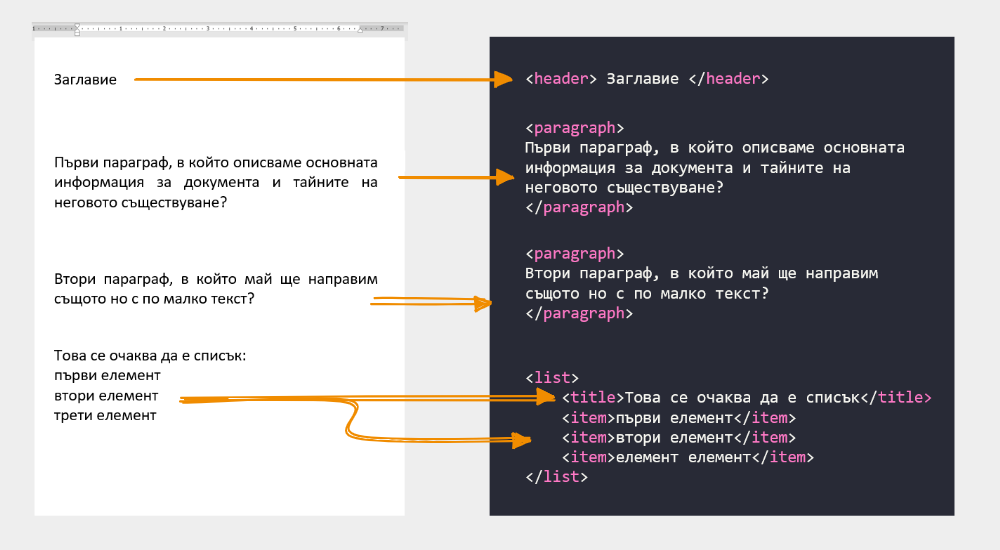 Заглавие
Първи параграф, в който описваме основната
информация за документа и тайните на
неговото съществуване?
Втори параграф, в който май ще направим
същото но с по малко текст?
Това се очаква да е списък:
първи елемент
втори елемент
трети елемент
<header> Заглавие </header>
<paragraph>
Първи параграф, в който описваме основната
информация за документа и тайните на
неговото съществуване?
</paragraph>
<paragraph>
Втори параграф, в който май ще направим
същото но с по малко текст?
</paragraph>
<list>
<title>Това се очаква да е списък</title>
<item>първи елемент</item>
<item>втори елемент</item>
<item>елемент елемент</item>
</list>